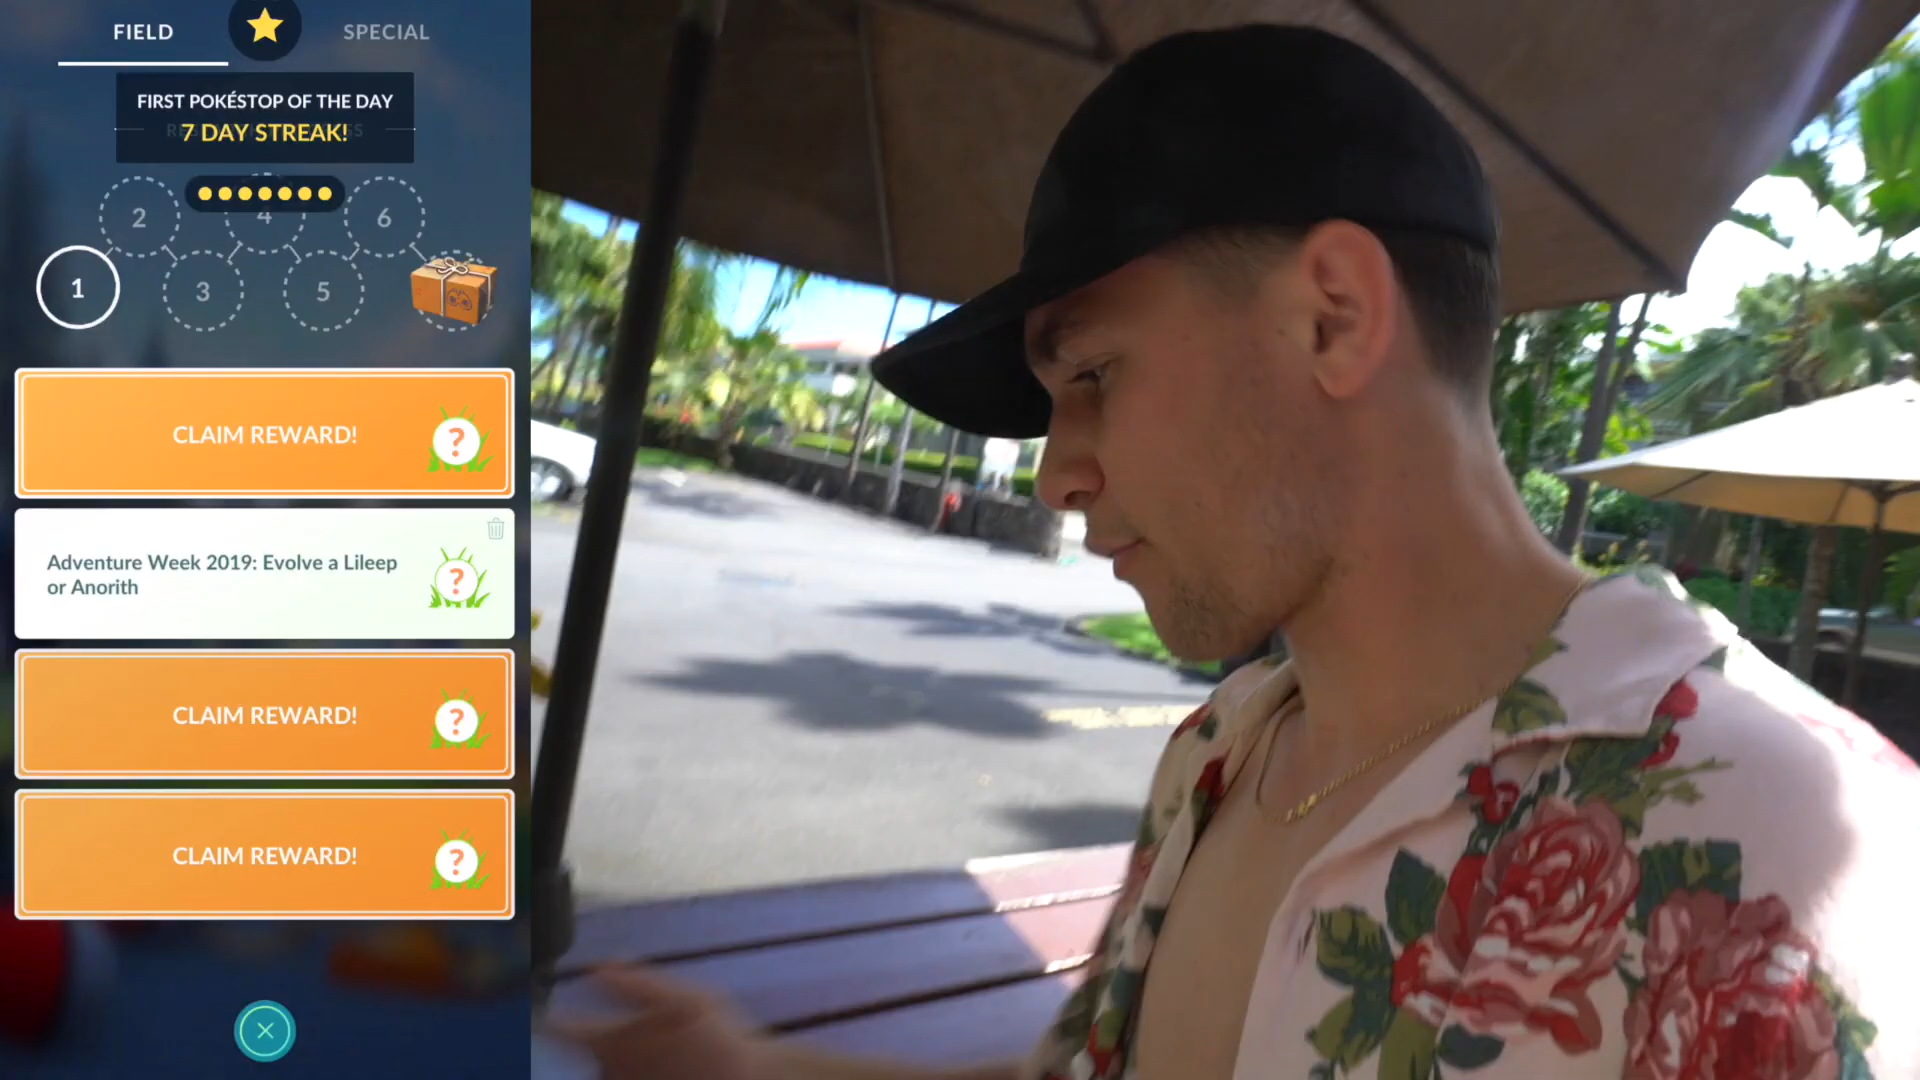 FIELD
SPECIAL
FIRST POKÉSTOP OF THE DAY
7 DAY STREAK!
2
4
6
1
3
5
CLAIM REWARD!
?
Adventure Week 2019: Evolve a Lileep
or Anorith
?
CLAIM REWARD!
?
CLAIM REWARD!
?